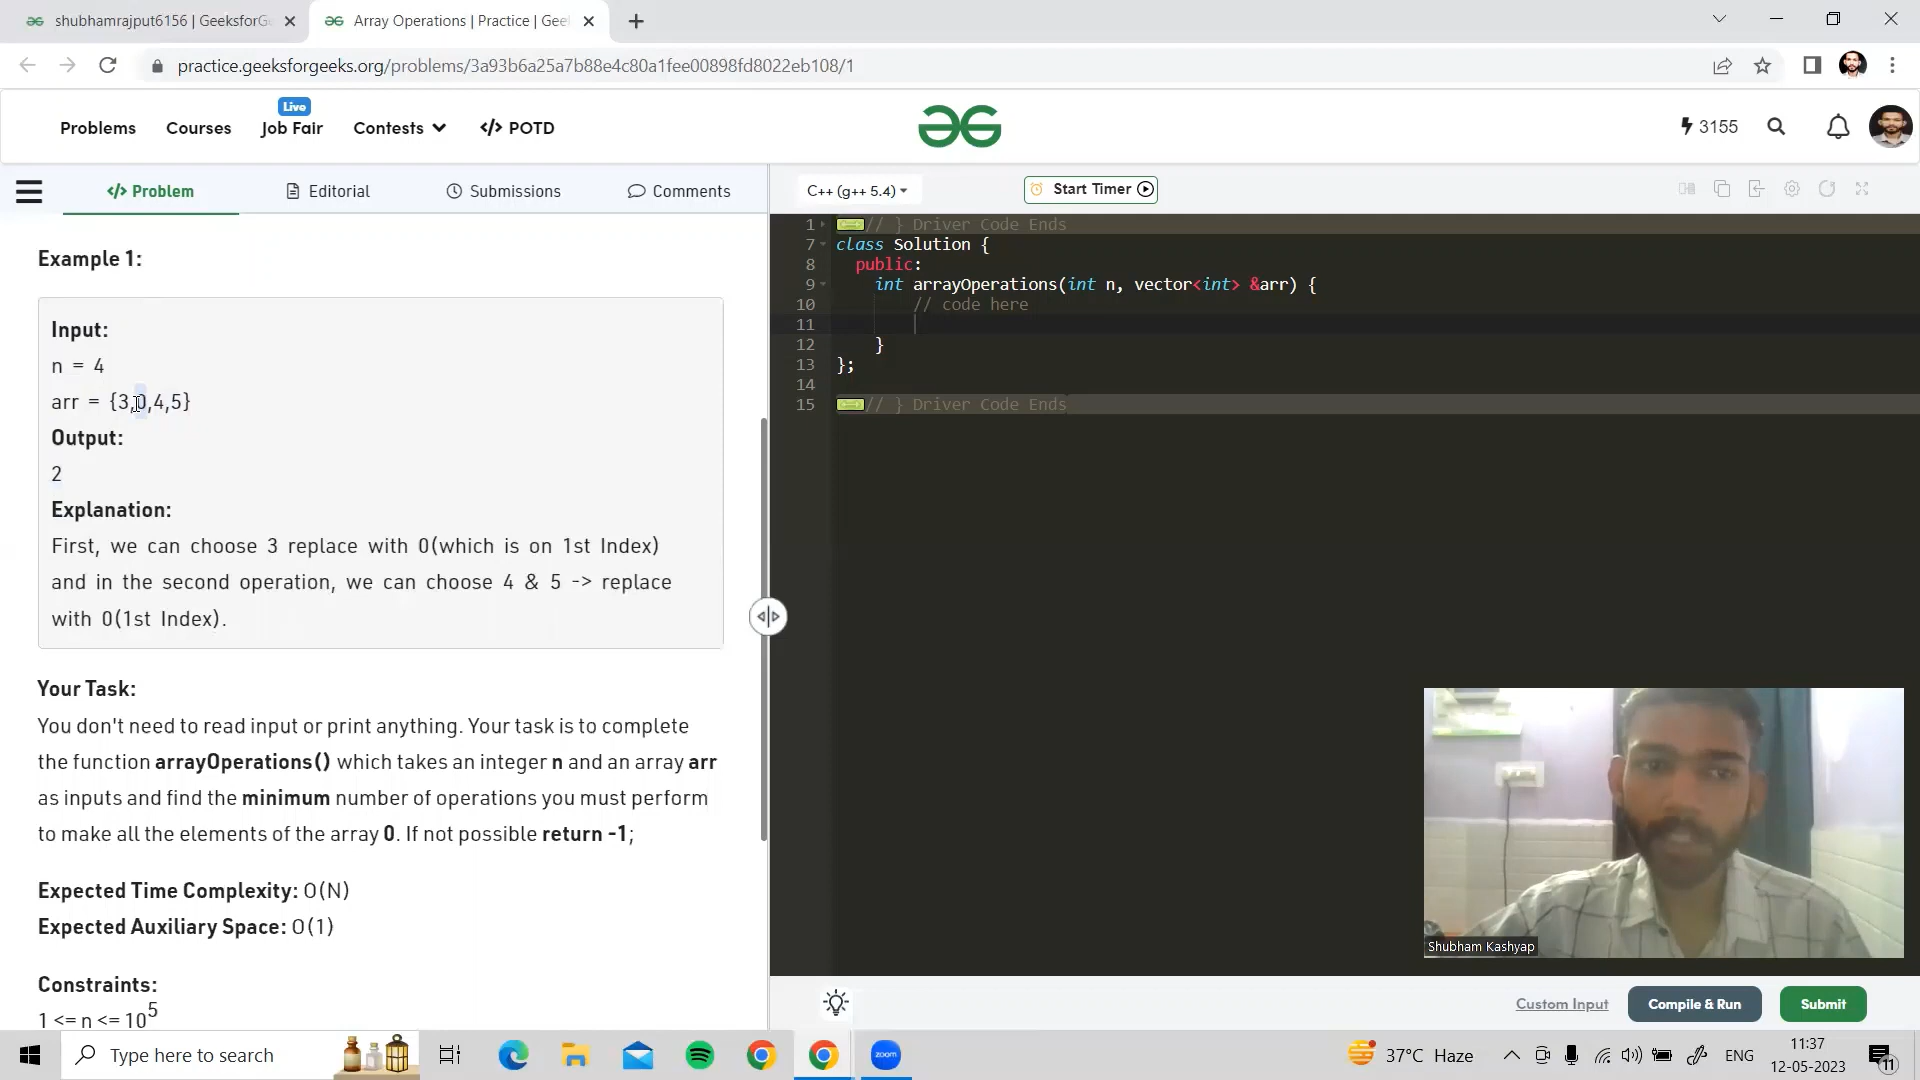 shubhamrajput6156 | GeeksforGe
Array Operations | Practice | Gee
practice.geeksforgeeks.org/problems/3a93b6a25a7b88e4c80a1fee00898fd8022eb108/1
Problems
Courses
Live
Job Fair
Contests
</> POTD
3155
</> Problem
Editorial
Submissions
Comments
C++ (g++ 5.4)
Start Timer
Example 1:
Input:
n = 4
arr = {3,0,4,5}
Output:
2
Explanation:
First, we can choose 3 replace with 0(which is on 1st Index)
and in the second operation, we can choose 4 & 5 -> replace
with 0(1st Index).
Your Task:
You don't need to read input or print anything. Your task is to complete
the function arrayOperations() which takes an integer n and an array arr
as inputs and find the minimum number of operations you must perform
to make all the elements of the array 0. If not possible return -1;
Expected Time Complexity: O(N)
Expected Auxiliary Space: O(1)
Constraints:
1 <= n <= 10^5
1 // } Driver Code Ends
7 class Solution {
8 public:
9 int arrayOperations(int n, vector<int> &arr) {
10 // code here
11
12 }
13 };
14
15 // } Driver Code Ends
Shubham Kashyap
Custom Input
Compile & Run
Submit
Type here to search
zoom
37°C Haze
ENG
11:37
12-05-2023
11